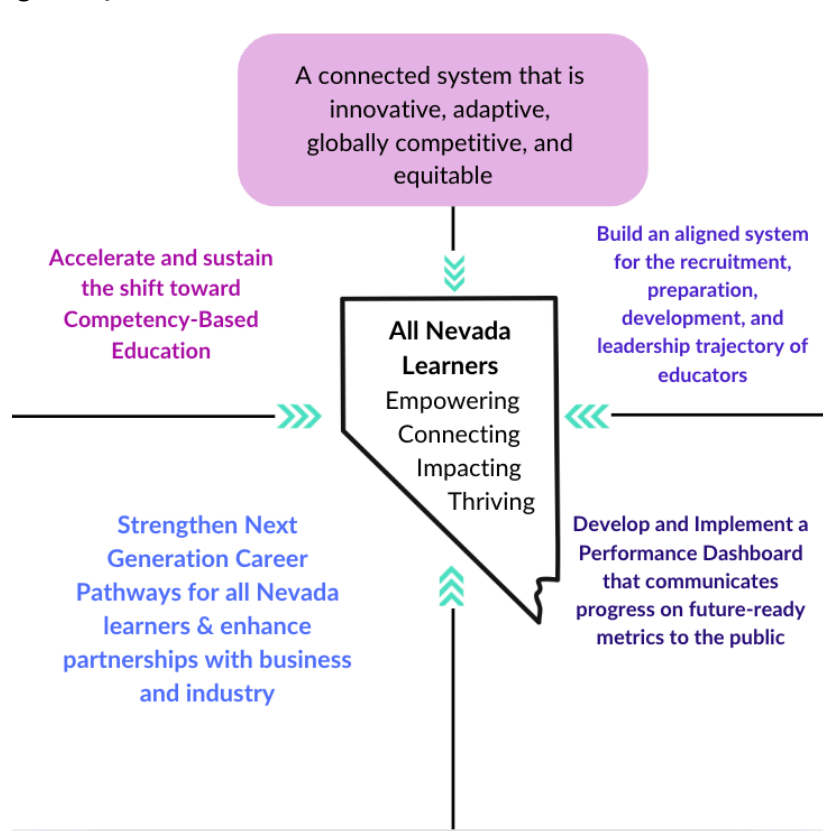 A connected system that is
innovative, adaptive,
globally competitive, and
equitable
Accelerate and sustain
the shift toward
Competency-Based
Education
Build an aligned system
for the recruitment,
preparation,
development, and
leadership trajectory of
educators
All Nevada
Learners
Empowering
Connecting
Impacting
Thriving
Strengthen Next
Generation Career
Pathways for all Nevada
learners & enhance
partnerships with business
and industry
Develop and Implement a
Performance Dashboard
that communicates
progress on future-ready
metrics to the public